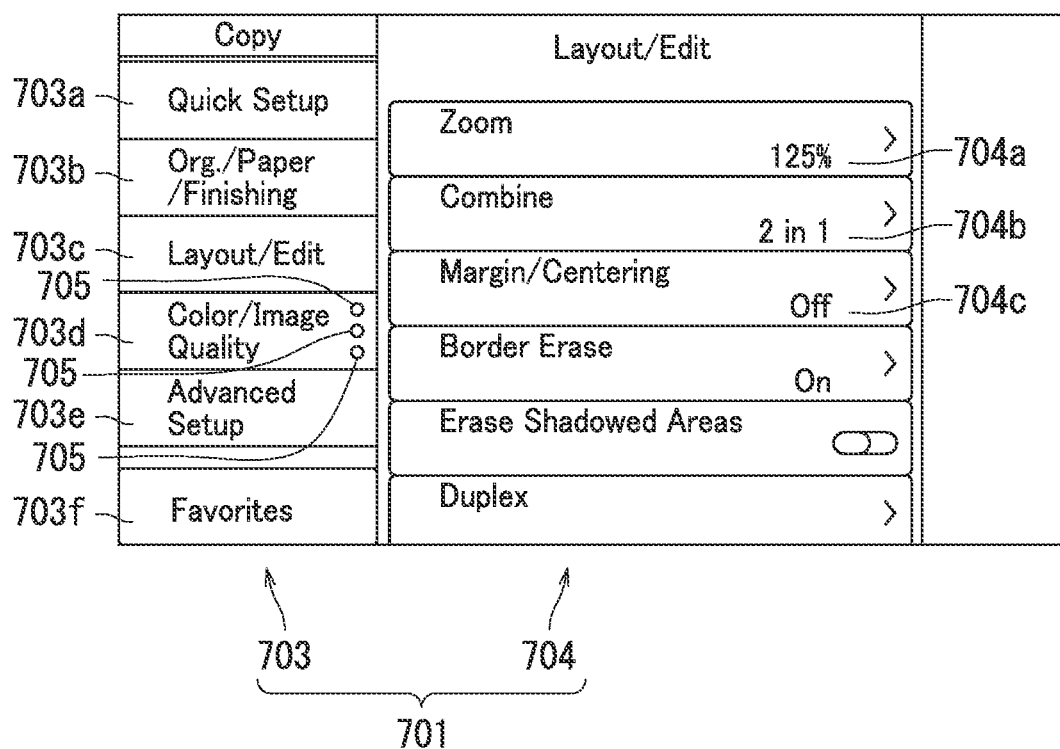 Copy
Layout/Edit
703a
Quick Setup
Zoom
125%
704a
703b
Org./Paper
/Finishing
Combine
2 in 1
704b
703c
Layout/Edit
705
Margin/Centering
Off
704c
703d
Color/Image
Quality
705
Border Erase
On
703e
Advanced
Setup
705
Erase Shadowed Areas
703f
Favorites
Duplex
703
704
701